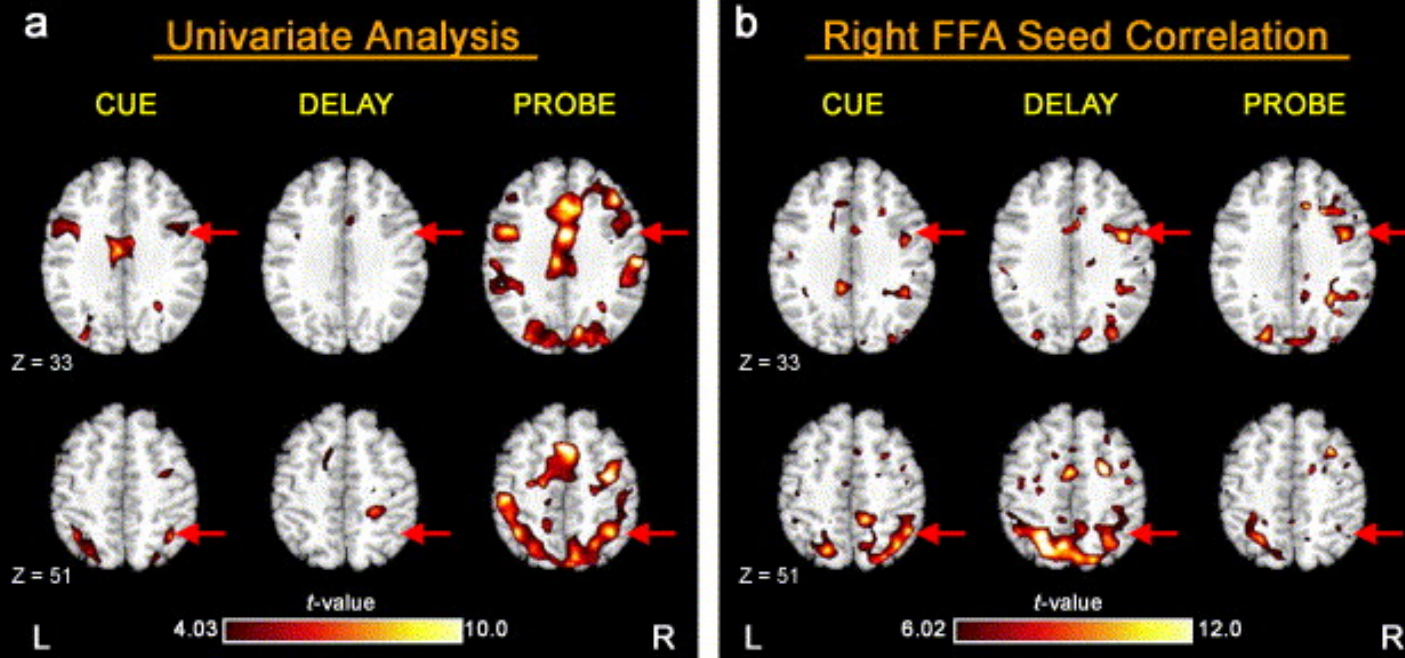 a
Univariate Analysis
CUE DELAY PROBE
Z = 33
Z = 51
t-value
4.03 10.0
L R
b
Right FFA Seed Correlation
CUE DELAY PROBE
Z = 33
Z = 51
t-value
6.02 12.0
L R